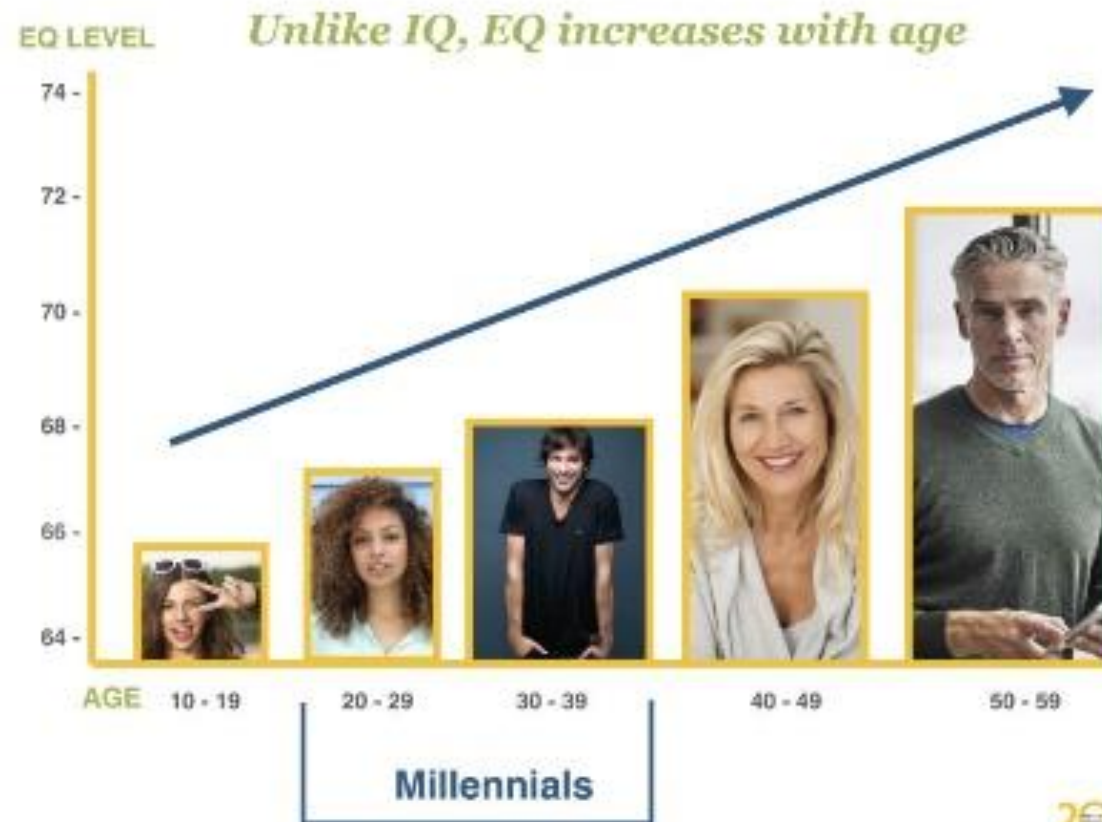 Unlike IQ, EQ increases with age
EQ LEVEL
74 -
72 -
70 -
68 -
66 -
64 -
AGE 10 - 19 20 - 29 30 - 39 40 - 49 50 - 59
Millennials